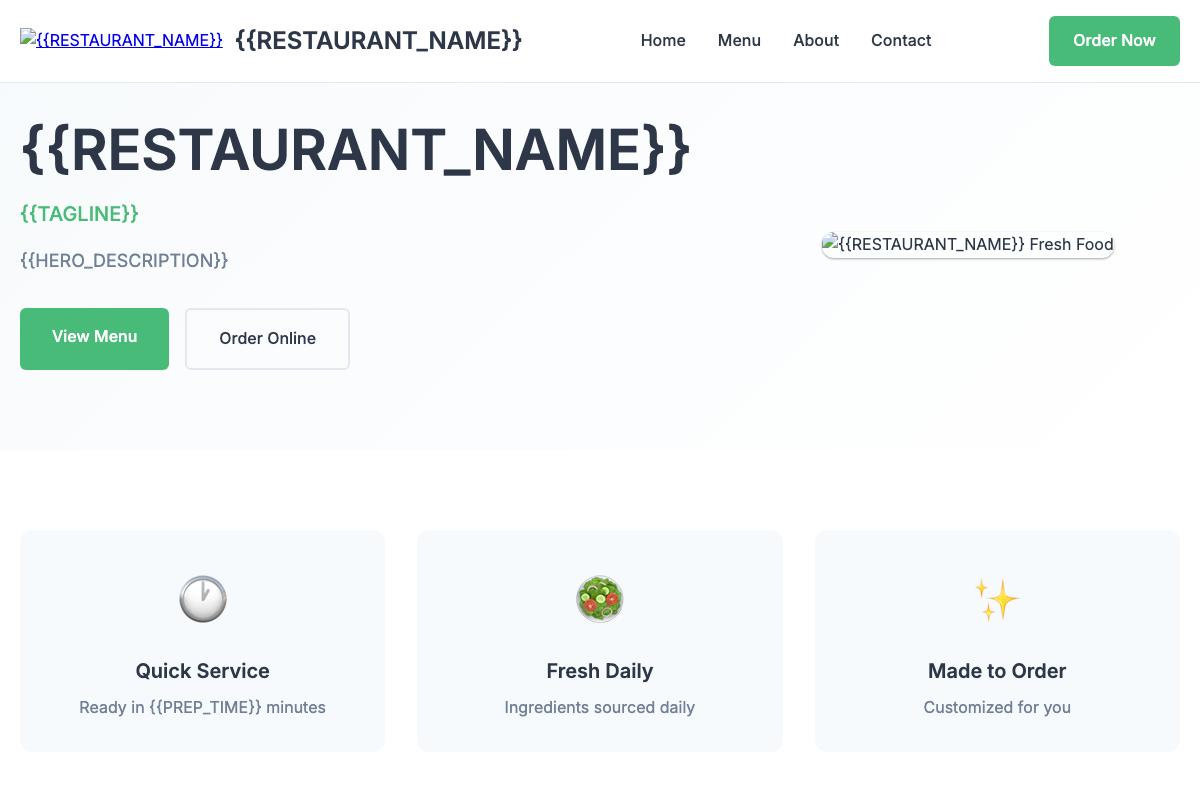 {{RESTAURANT_NAME}} {{RESTAURANT_NAME}} Home Menu About Contact Order Now
{{RESTAURANT_NAME}}
{{TAGLINE}}
{{RESTAURANT_NAME}} Fresh Food
{{HERO_DESCRIPTION}}
View Menu Order Online
Quick Service Fresh Daily Made to Order
Ready in {{PREP_TIME}} minutes Ingredients sourced daily Customized for you